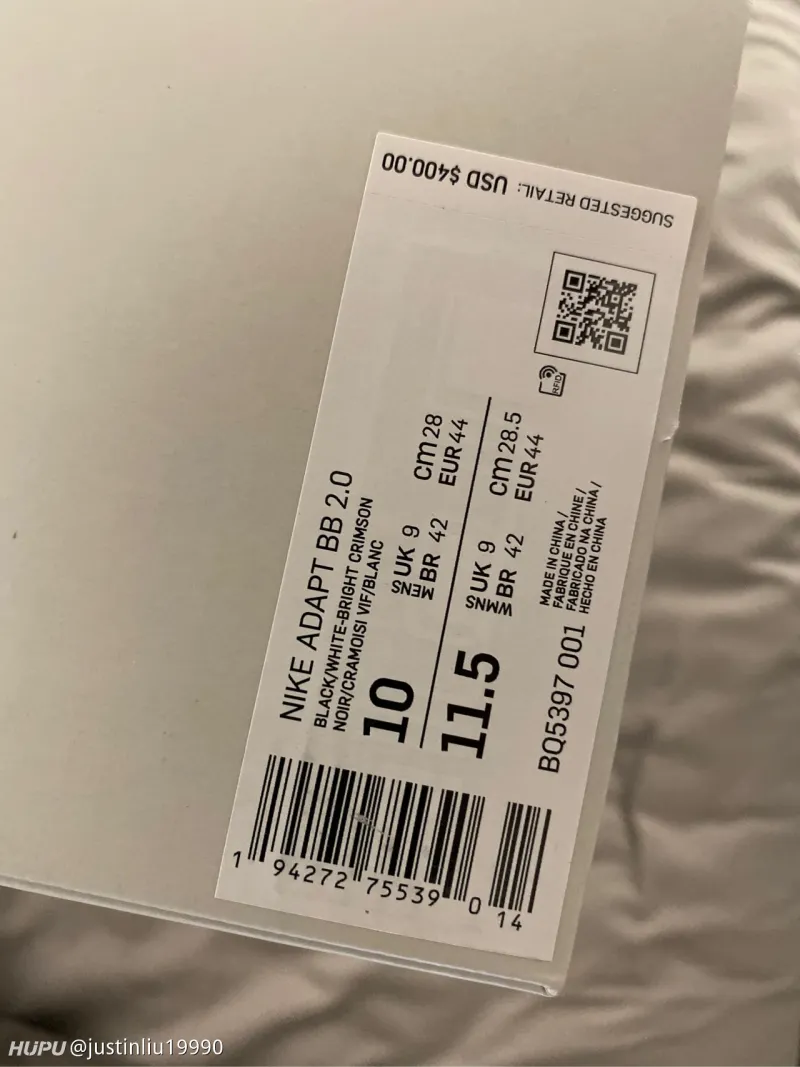 SUGGESTED RETAIL: USD $400.00
RFID
NIKE ADAPT BB 2.0
BLACK/WHITE-BRIGHT CRIMSON
NOIR/CRAMOISI VIF/BLANC
10
MENS
UK 9
BR 42
cm 28
EUR 44
11.5
WMNS
UK 9
BR 42
cm 28.5
EUR 44
BQ5397 001
MADE IN CHINA /
FABRIQUE EN CHINE /
FABRICADO NA CHINA /
HECHO EN CHINA
1 94272 75539 0 14
HUPU @justinliu19990